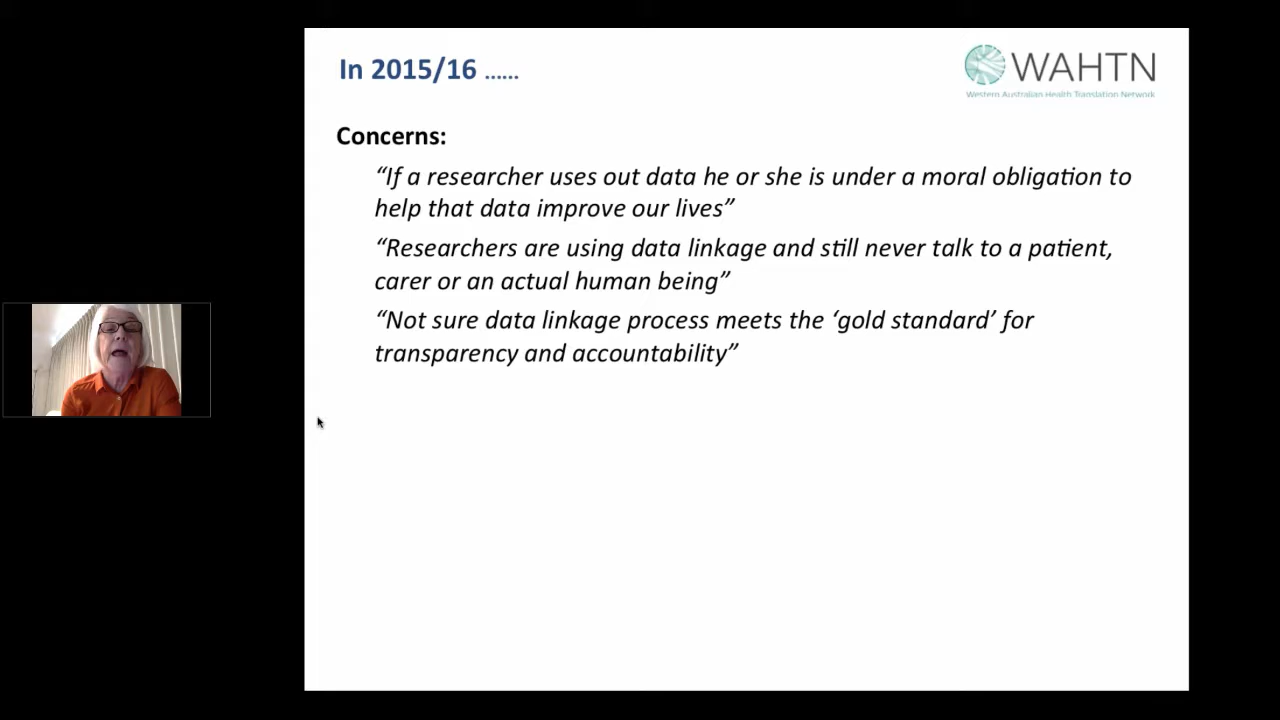 In 2015/16 ......
WAHTN
Western Australian Health Translation Network
Concerns:
“If a researcher uses out data he or she is under a moral obligation to
help that data improve our lives”
“Researchers are using data linkage and still never talk to a patient,
carer or an actual human being”
“Not sure data linkage process meets the ‘gold standard’ for
transparency and accountability”